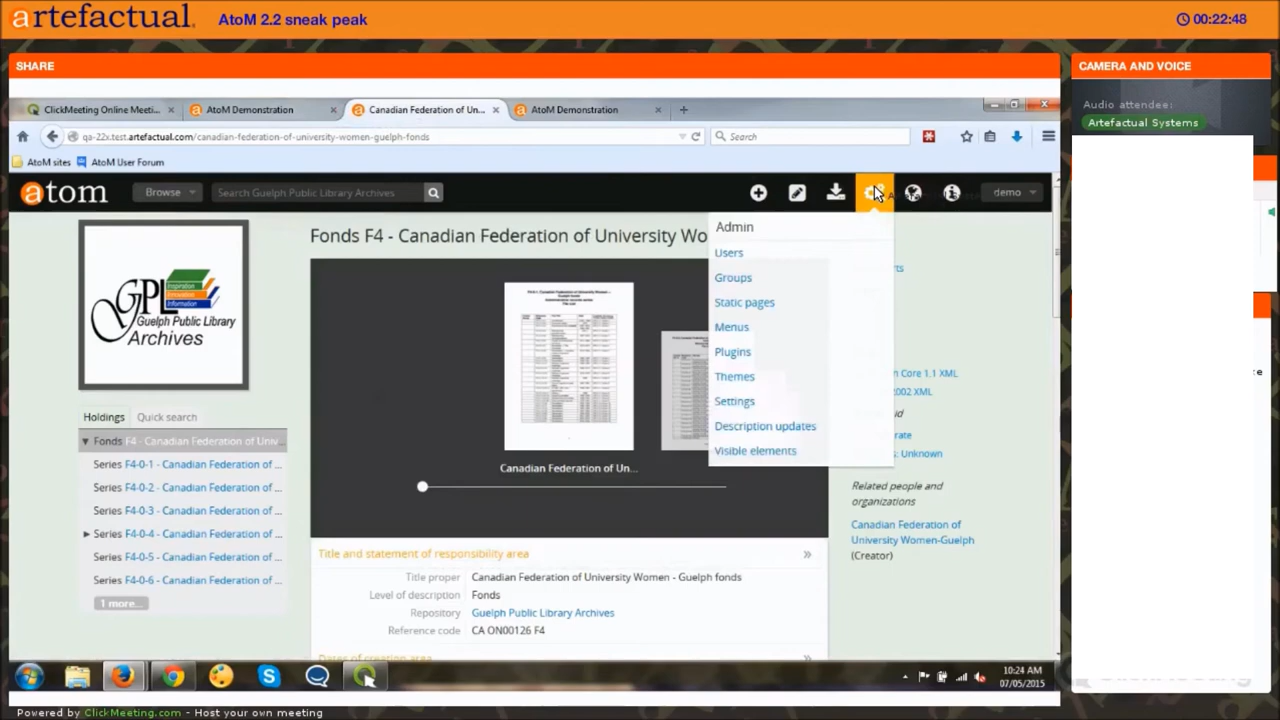 artefactual.
AtoM 2.2 sneak peak
00:22:48
SHARE
CAMERA AND VOICE
Audio attendee:
Artefactual Systems
ClickMeeting Online Meeti...
AtoM Demonstration
Canadian Federation of Un...
AtoM Demonstration
qa-22x.test.artefactual.com/canadian-federation-of-university-women-guelph-fonds
Search
AtoM sites
AtoM User Forum
atom
Browse
Search Guelph Public Library Archives
demo
Fonds F4 - Canadian Federation of University Wo
Admin
Users
Groups
Static pages
Menus
Plugins
Themes
Settings
Description updates
Visible elements
GPL
Inspiration
Innovation
Information
Guelph Public Library
Archives
Holdings
Quick search
Fonds F4 - Canadian Federation of Univ...
Series F4-0-1 - Canadian Federation of ...
Series F4-0-2 - Canadian Federation of ...
Series F4-0-3 - Canadian Federation of ...
Series F4-0-4 - Canadian Federation of ...
Series F4-0-5 - Canadian Federation of ...
Series F4-0-6 - Canadian Federation of ...
1 more...
Canadian Federation of Un...
Core 1.1 XML
2002 XML
: Unknown
Related people and
organizations
Canadian Federation of
University Women-Guelph
(Creator)
Title and statement of responsibility area
Title proper
Canadian Federation of University Women - Guelph fonds
Level of description
Fonds
Repository
Guelph Public Library Archives
Reference code
CA ON00126 F4
Dates of creation area
10:24 AM
07/05/2015
Powered by ClickMeeting.com - Host your own meeting